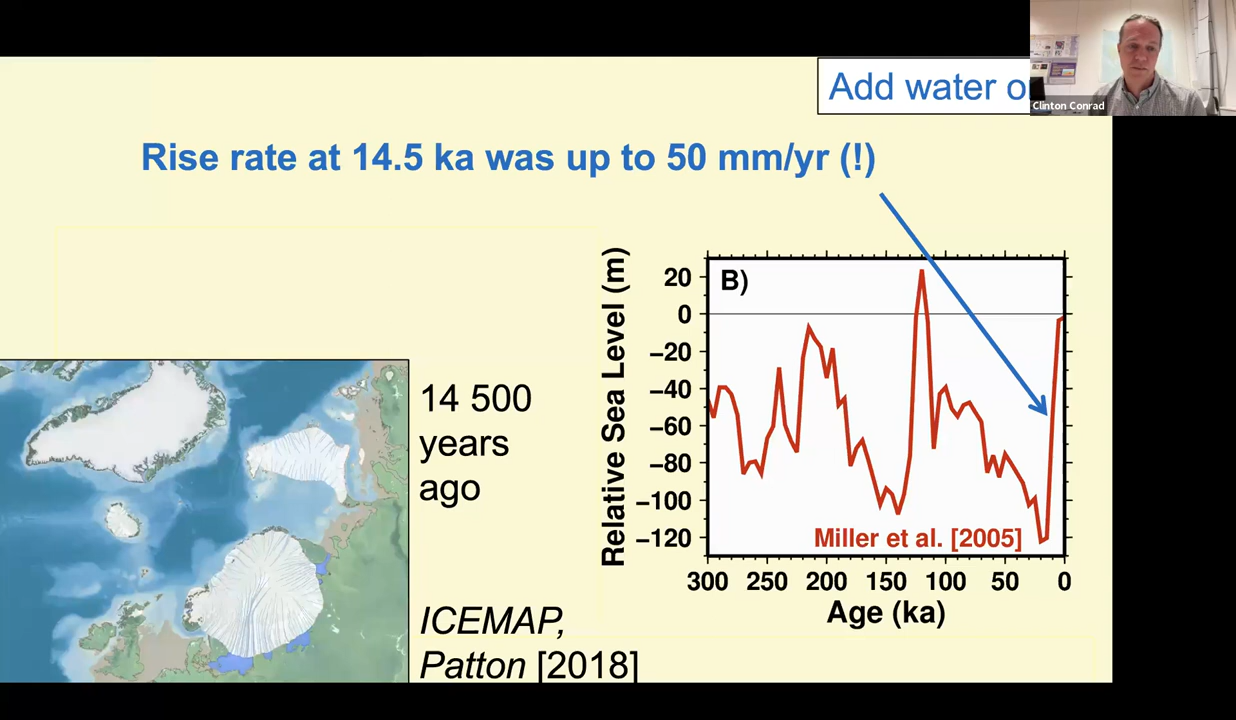 Add water o
Clinton Conrad
Rise rate at 14.5 ka was up to 50 mm/yr (!)
B)
Relative Sea Level (m)
20
0
−20
−40
−60
−80
−100
−120
Miller et al. [2005]
300 250 200 150 100 50 0
Age (ka)
14 500
years
ago
ICEMAP,
Patton [2018]